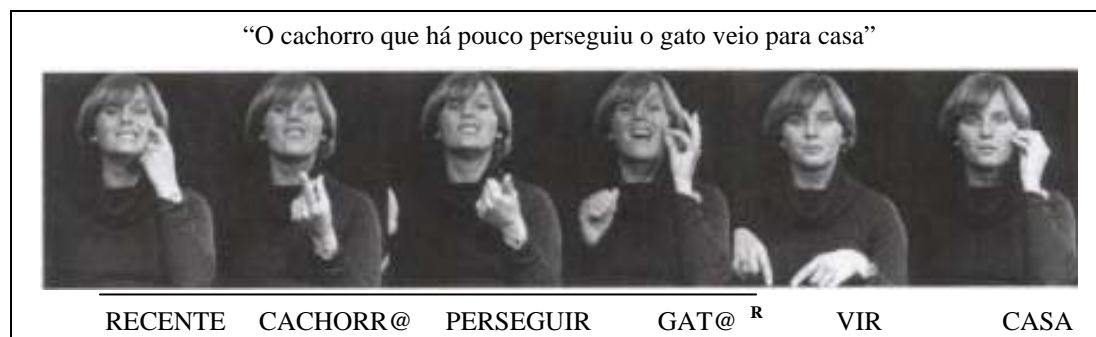 “O cachorro que há pouco perseguiu o gato veio para casa”
RECENTE CACHORR@ PERSEGUIR GAT@ R VIR CASA